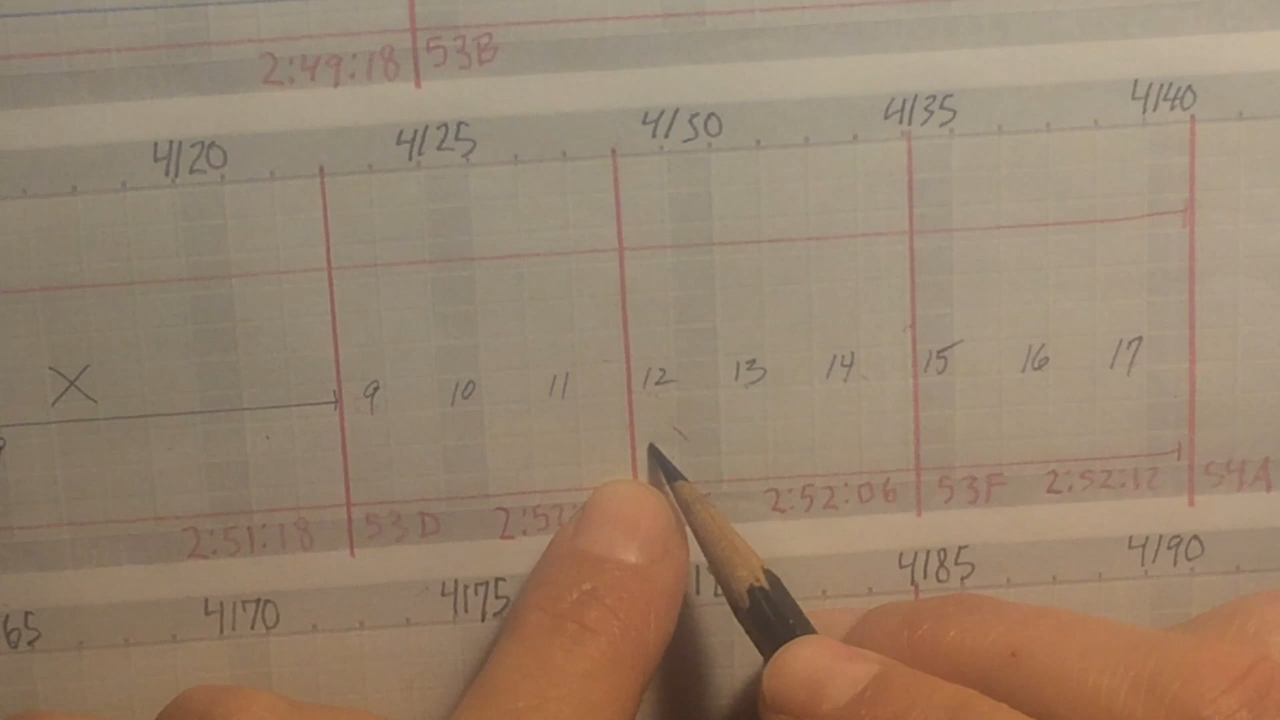 2:49:18 53B
4120 4125 4130 4135 4140
X 9 10 11 12 13 14 15 16 17
2:51:18 53D 2:52:06 53F 2:52:12 54A
65 4170 4175 4185 4190